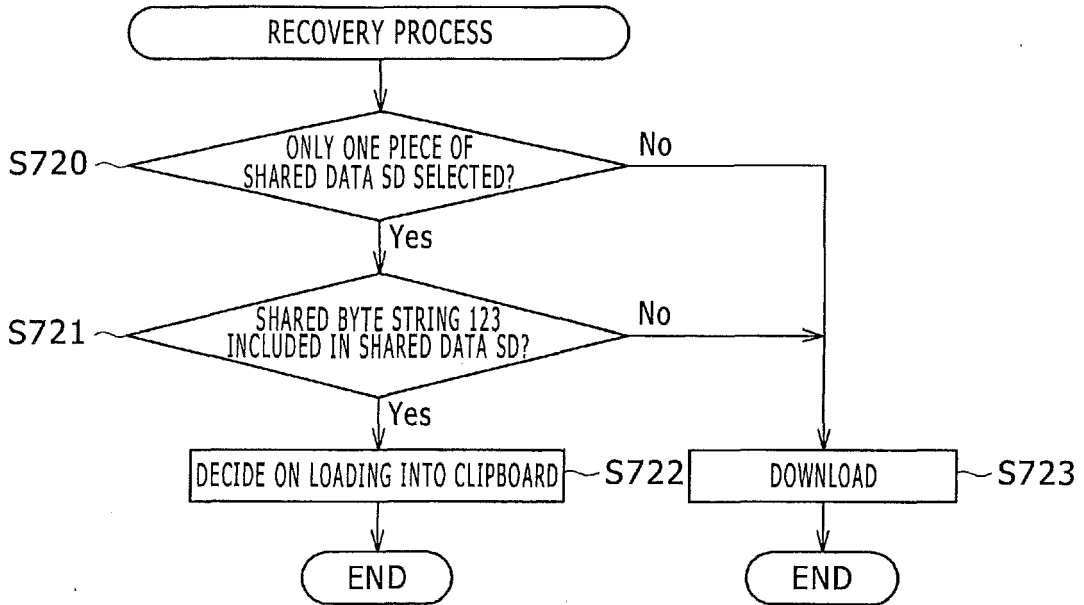 RECOVERY PROCESS
S720
ONLY ONE PIECE OF
SHARED DATA SD SELECTED?
No
Yes
S721
SHARED BYTE STRING 123
INCLUDED IN SHARED DATA SD?
No
Yes
DECIDE ON LOADING INTO CLIPBOARD
S722
DOWNLOAD
S723
END
END